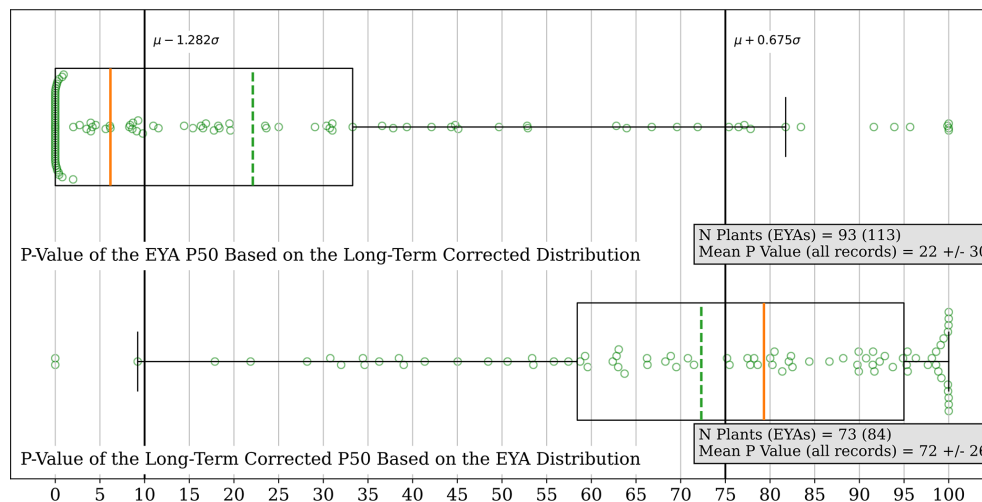 μ−1.282σ
μ+0.675σ
N Plants (EYAs) = 93 (113)
Mean P Value (all records) = 22 +/- 30
P-Value of the EYA P50 Based on the Long-Term Corrected Distribution
N Plants (EYAs) = 73 (84)
Mean P Value (all records) = 72 +/- 26
P-Value of the Long-Term Corrected P50 Based on the EYA Distribution
0 5 10 15 20 25 30 35 40 45 50 55 60 65 70 75 80 85 90 95 100